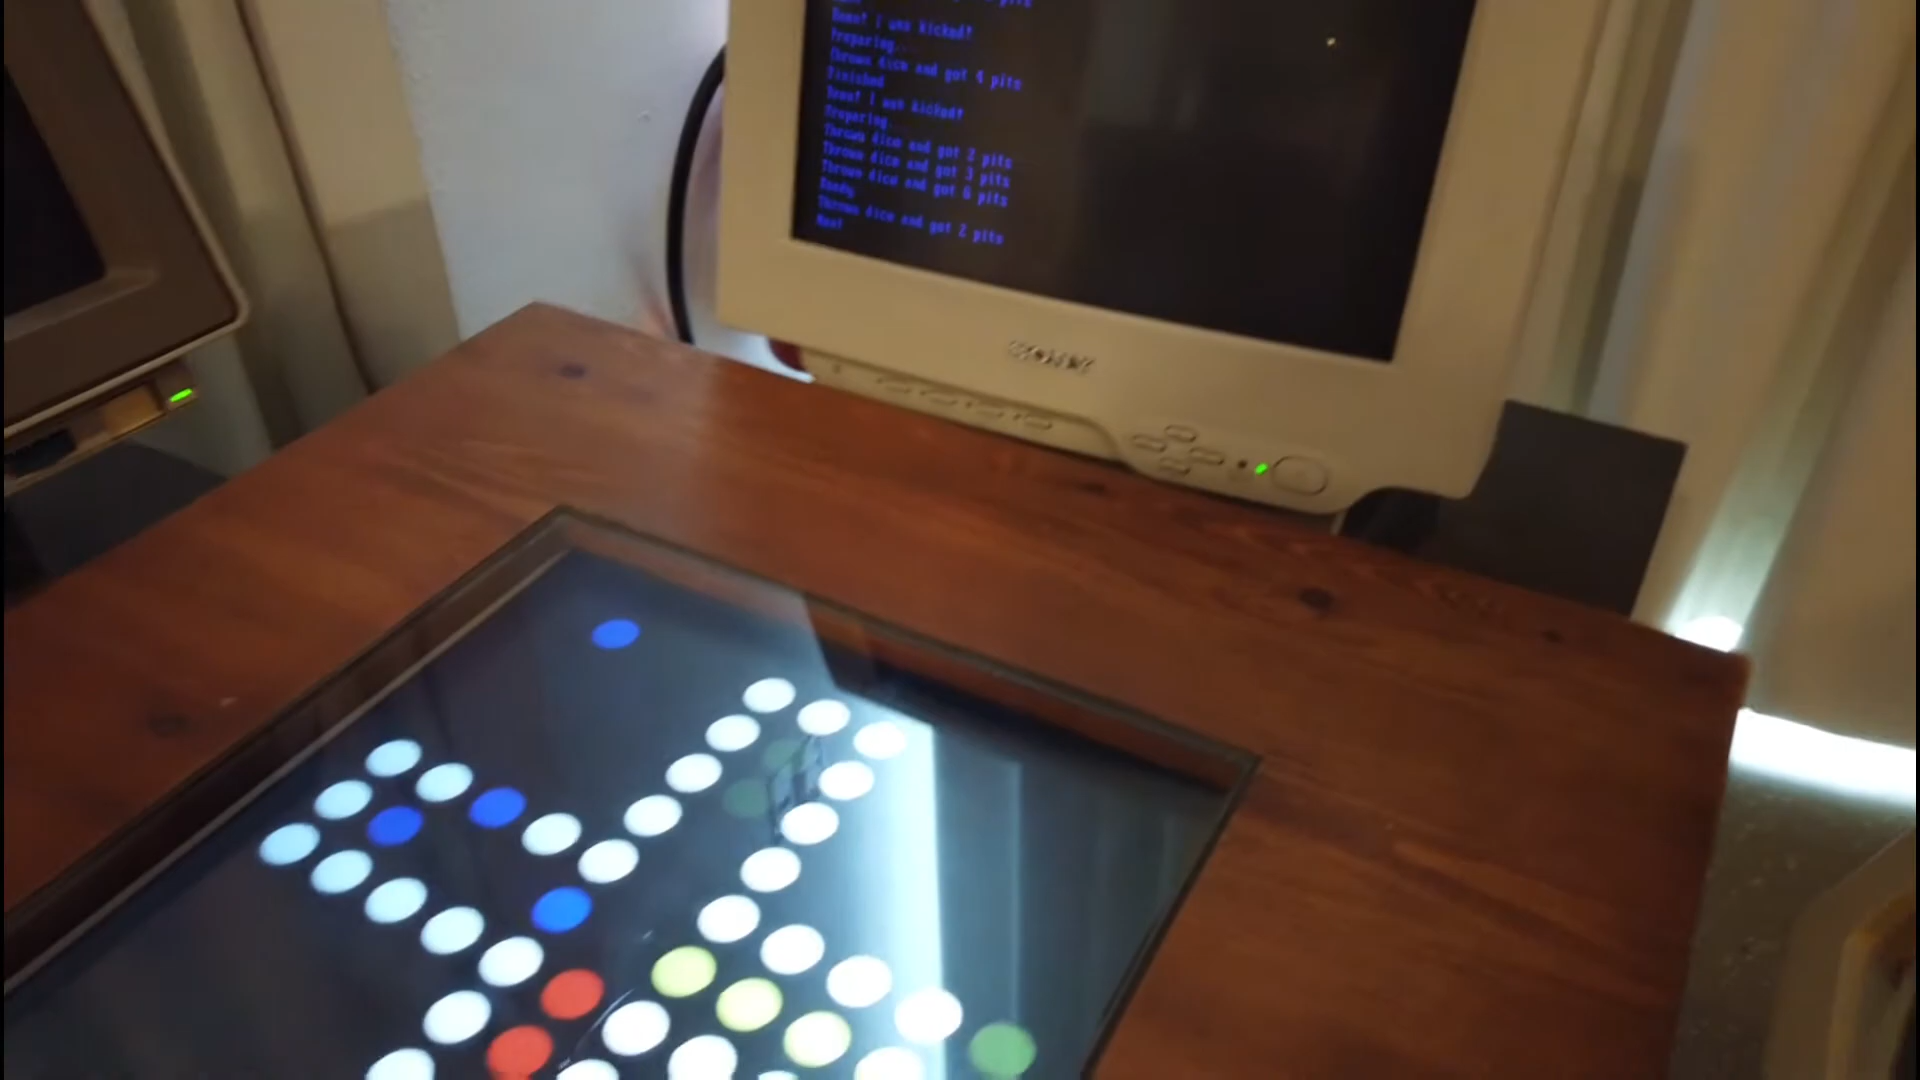 I was kicked?
Preparing..
Thrown dice and got 4 pits
Finished
I was kicked?
Preparing
Thrown dice and got 2 pits
Thrown dice and got 3 pits
Thrown dice and got 6 pits
Ready
Thrown dice and got 2 pits
Next
SONY